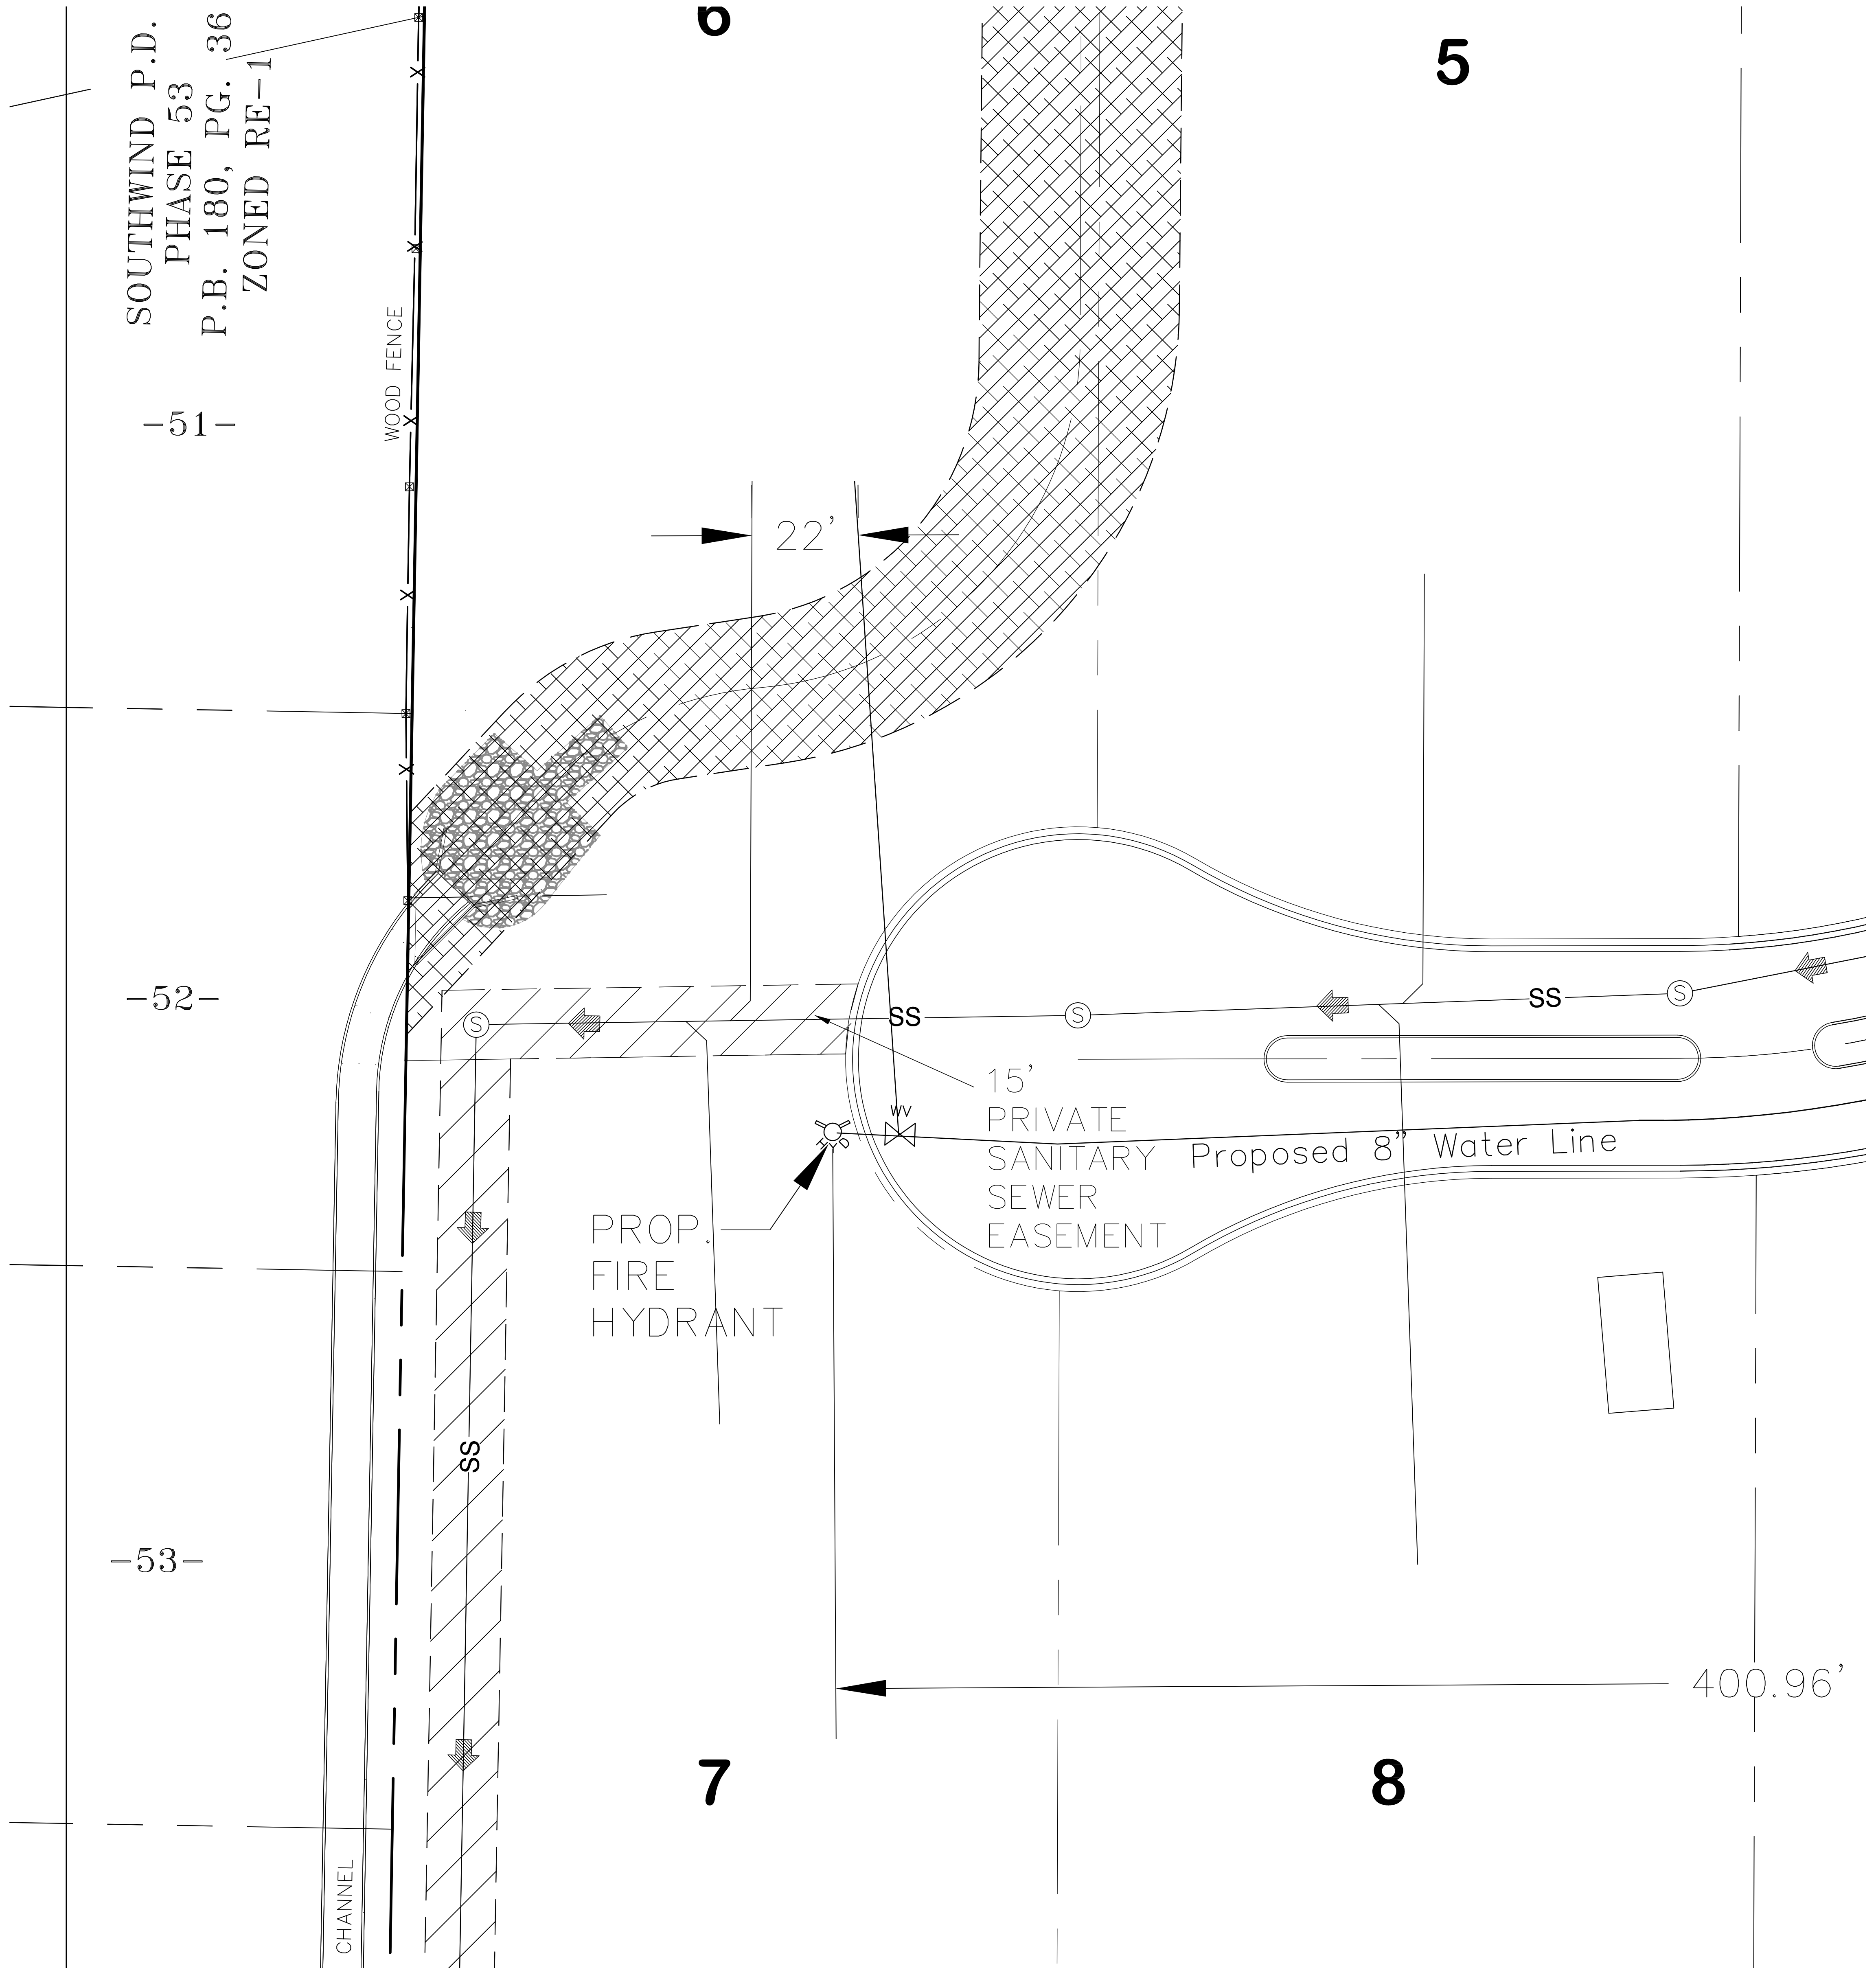 6
5
SOUTHWIND P.D.
PHASE 53
P.B. 180, PG. 36
ZONED RE-1
WOOD FENCE
-51-
22'
-52-
S
SS
S
SS
S
15'
PRIVATE
SANITARY
SEWER
EASEMENT
WV
HYD
Proposed 8" Water Line
PROP.
FIRE
HYDRANT
SS
-53-
400.96'
7
8
CHANNEL